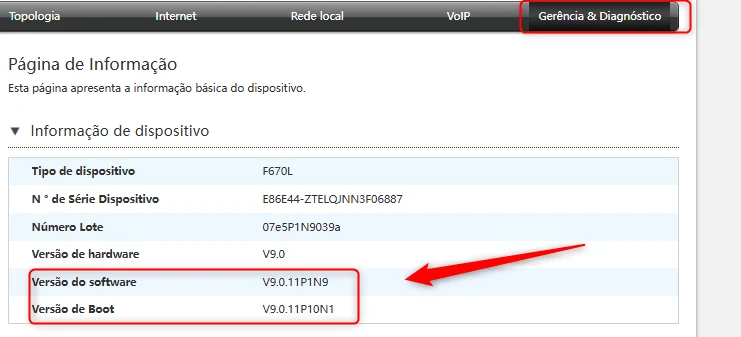 Topologia Internet Rede local VoIP Gerência & Diagnóstico
Página de Informação
Esta página apresenta a informação básica do dispositivo.
Informação de dispositivo
Tipo de dispositivo F670L
N ° de Série Dispositivo E86E44-ZTELQJNN3F06887
Número Lote 07e5P1N9039a
Versão de hardware V9.0
Versão do software V9.0.11P1N9
Versão de Boot V9.0.11P10N1